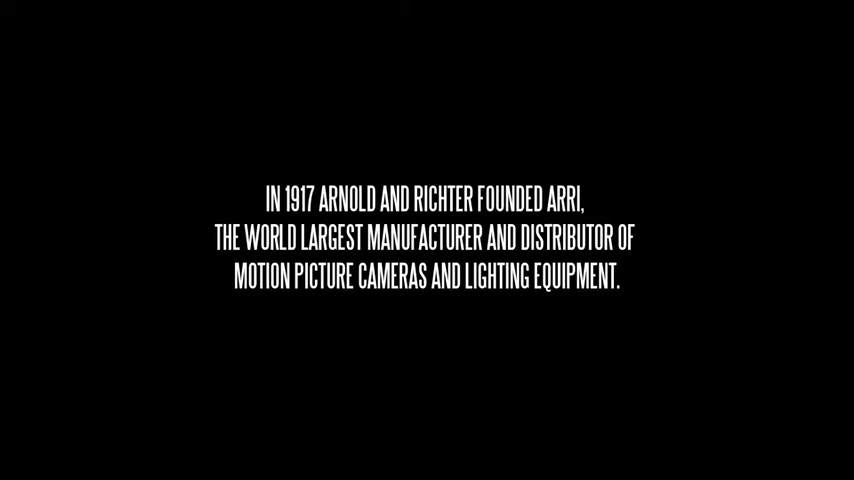 IN 1917 ARNOLD AND RICHTER FOUNDED ARRI,
THE WORLD LARGEST MANUFACTURER AND DISTRIBUTOR OF
MOTION PICTURE CAMERAS AND LIGHTING EQUIPMENT.